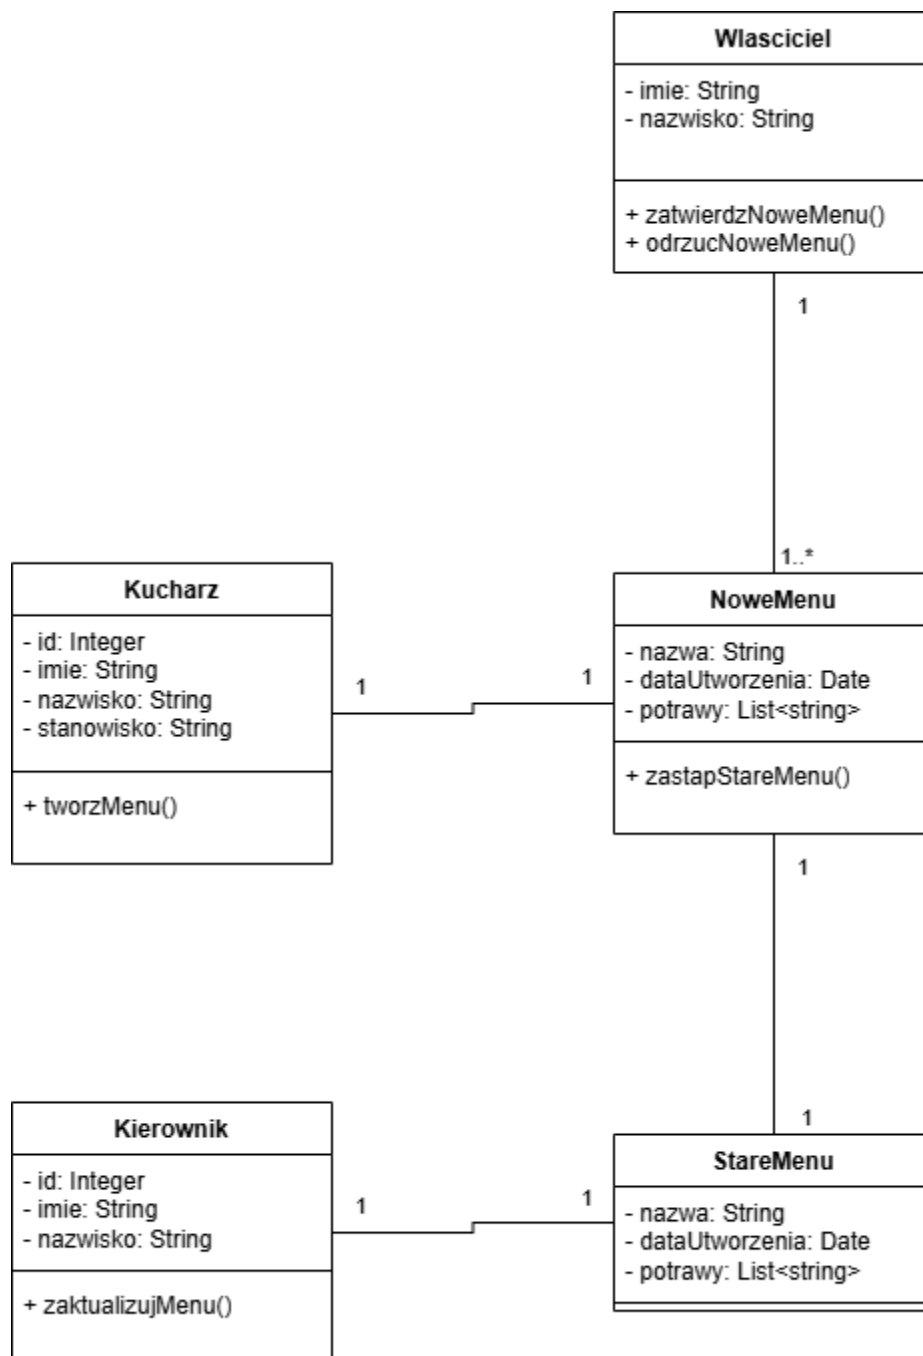 Wlasciciel
- imie: String
- nazwisko: String
+ zatwierdzNoweMenu()
+ odrzucNoweMenu()
1
1..*
Kucharz
- id: Integer
- imie: String
- nazwisko: String
- stanowisko: String
+ tworzMenu()
1
1
NoweMenu
- nazwa: String
- dataUtworzenia: Date
- potrawy: List<string>
+ zastapStareMenu()
1
1
Kierownik
- id: Integer
- imie: String
- nazwisko: String
+ zaktualizujMenu()
1
1
StareMenu
- nazwa: String
- dataUtworzenia: Date
- potrawy: List<string>